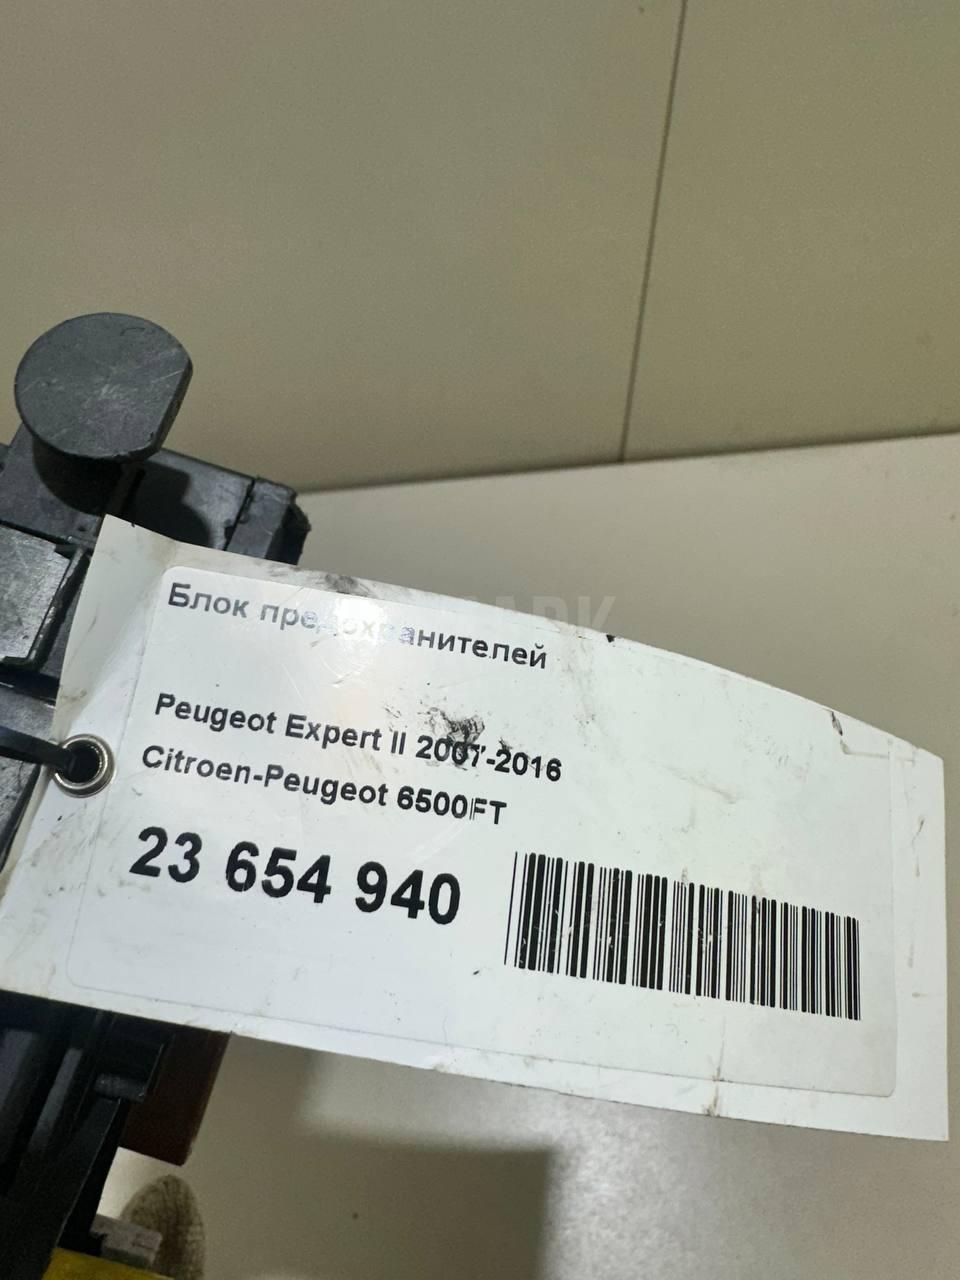 Блок предохранителей
Peugeot Expert II 2007-2016
Citroen-Peugeot 6500FT
23 654 940